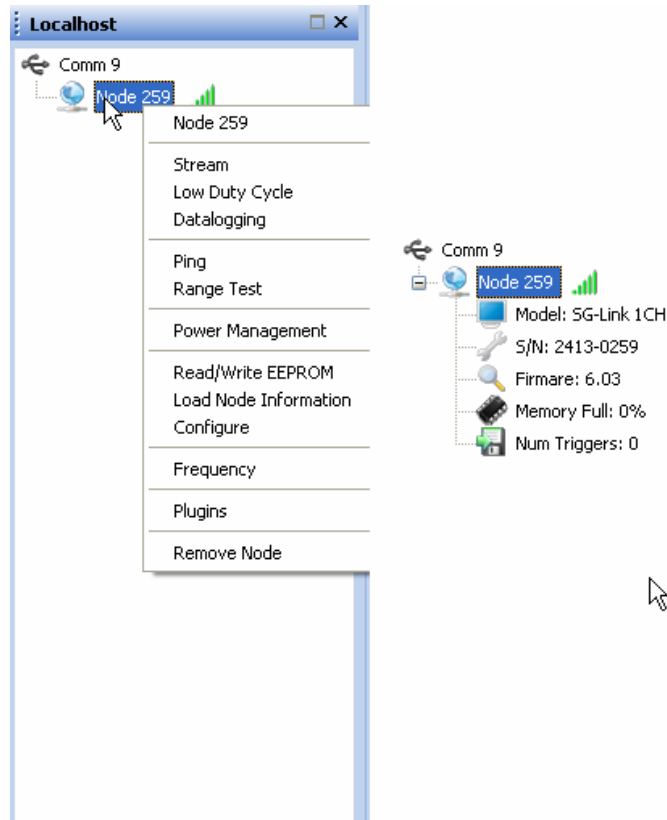 Localhost
Comm 9
Node 259
Node 259
Stream
Low Duty Cycle
Datalogging
Ping
Range Test
Power Management
Read/Write EEPROM
Load Node Information
Configure
Frequency
Plugins
Remove Node
Comm 9
Node 259
Model: SG-Link 1CH
S/N: 2413-0259
Firmare: 6.03
Memory Full: 0%
Num Triggers: 0